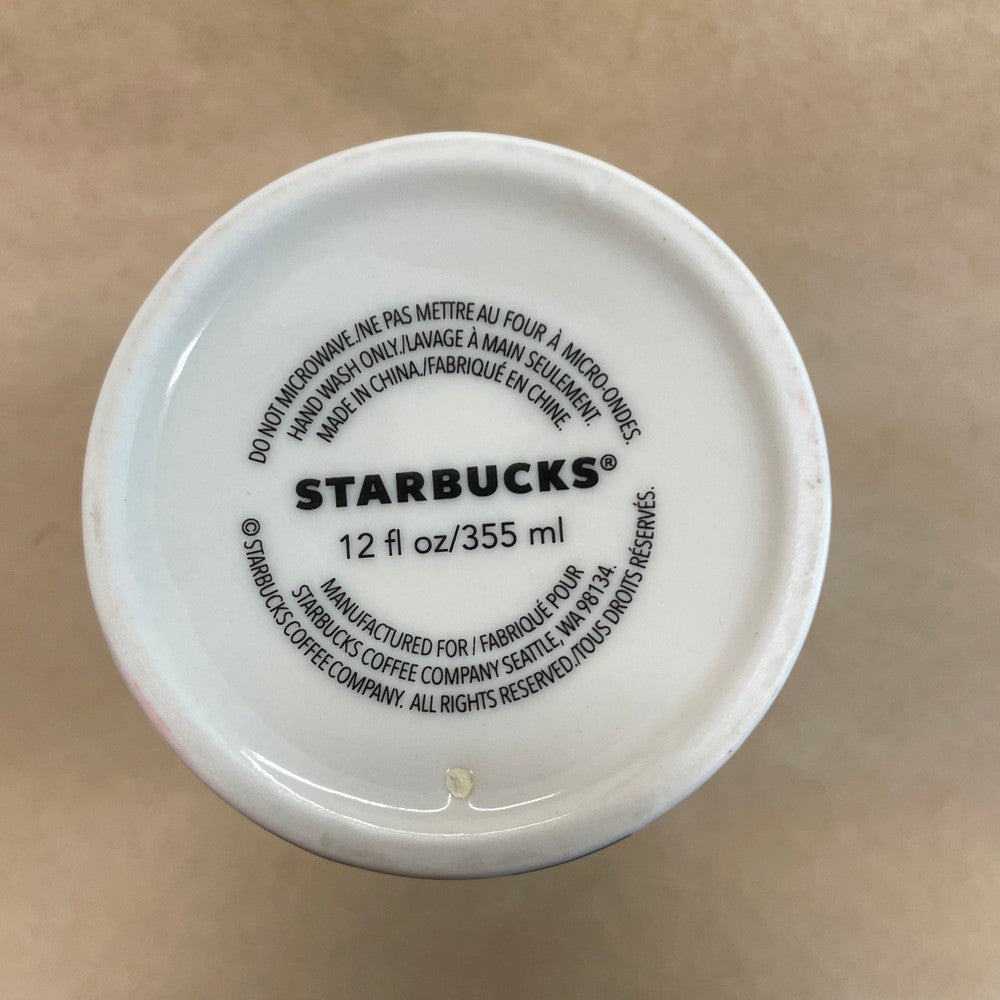 DO NOT MICROWAVE./NE PAS METTRE AU FOUR À MICRO-ONDES.
HAND WASH ONLY./LAVAGE À MAIN SEULEMENT.
MADE IN CHINA./FABRIQUÉ EN CHINE.
STARBUCKS®
12 fl oz/355 ml
MANUFACTURED FOR / FABRIQUÉ POUR
STARBUCKS COFFEE COMPANY SEATTLE, WA 98134.
© STARBUCKS COFFEE COMPANY. ALL RIGHTS RESERVED./TOUS DROITS RÉSERVÉS.